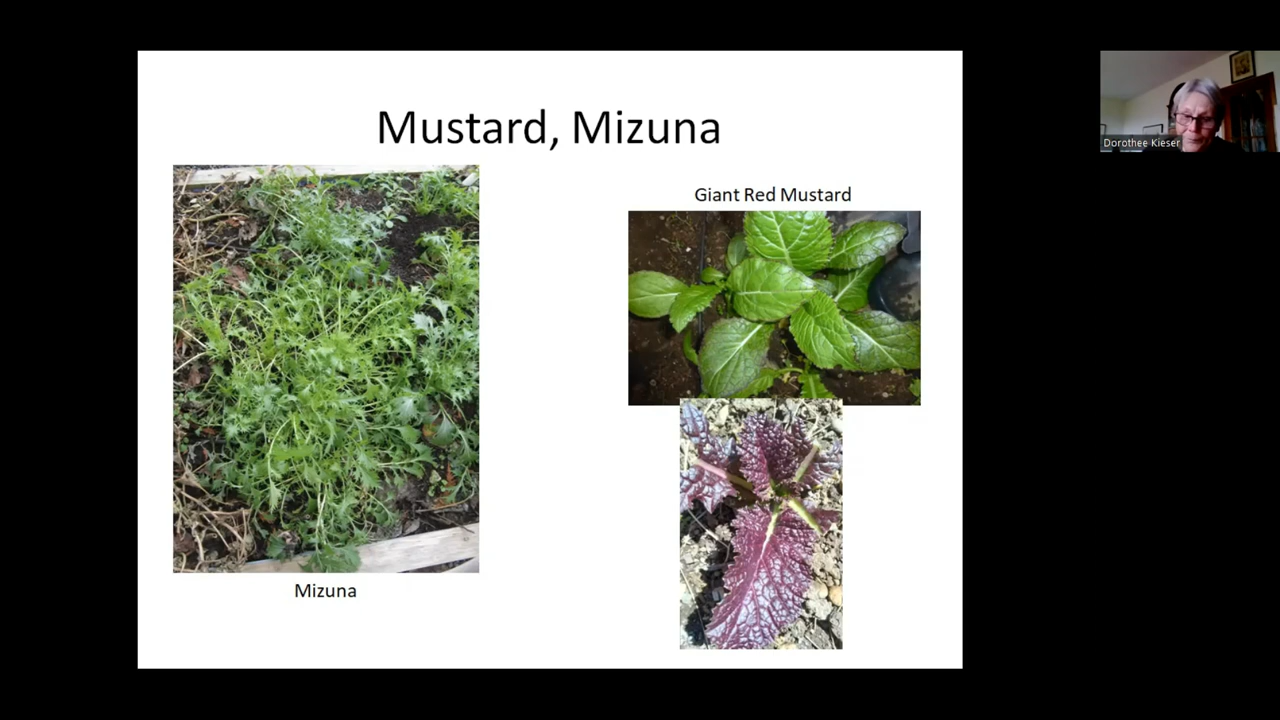 Mustard, Mizuna
Giant Red Mustard
Mizuna
Dorothee Kieser